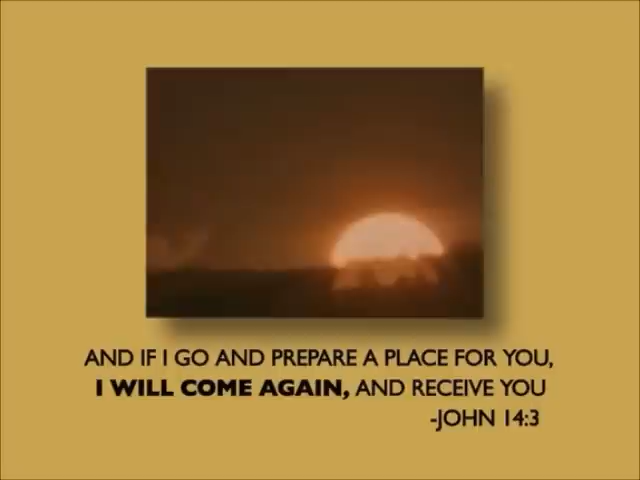 AND IF I GO AND PREPARE A PLACE FOR YOU,
I WILL COME AGAIN, AND RECEIVE YOU
-JOHN 14:3